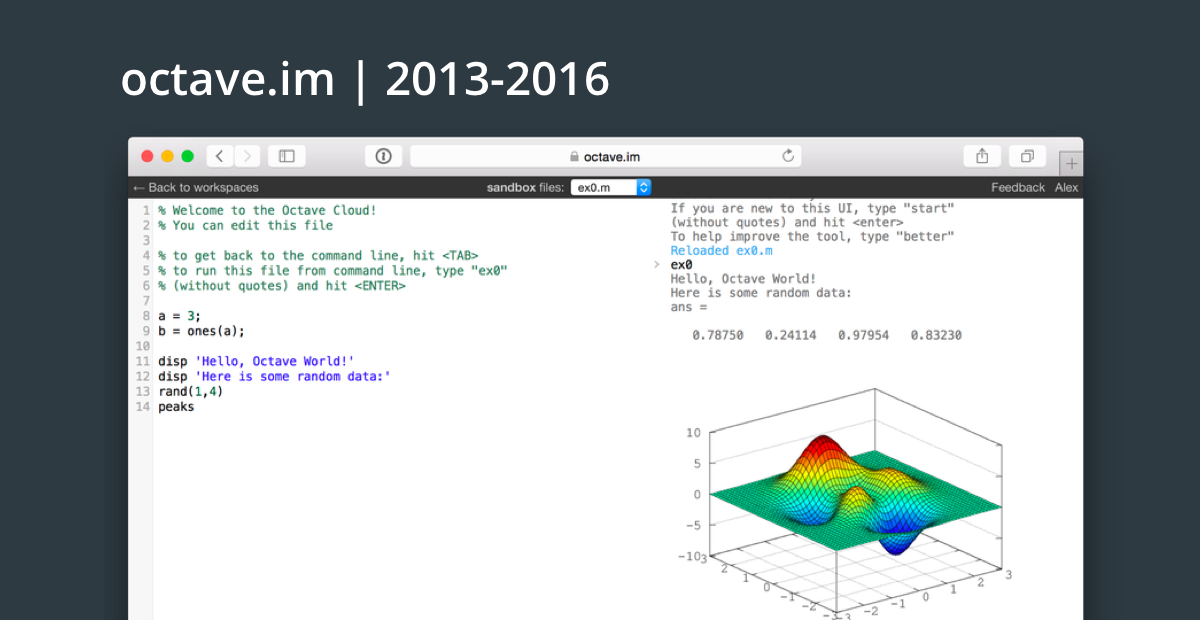 octave.im | 2013-2016
octave.im
← Back to workspaces
sandbox files: ex0.m
Feedback Alex
1 % Welcome to the Octave Cloud!
2 % You can edit this file
3
4 % to get back to the command line, hit <TAB>
5 % to run this file from command line, type "ex0"
6 % (without quotes) and hit <ENTER>
7
8 a = 3;
9 b = ones(a);
10
11 disp 'Hello, Octave World!'
12 disp 'Here is some random data:'
13 rand(1,4)
14 peaks
If you are new to this UI, type "start"
(without quotes) and hit <enter>
To help improve the tool, type "better"
Reloaded ex0.m
> ex0
Hello, Octave World!
Here is some random data:
ans =
0.78750 0.24114 0.97954 0.83230
10
5
0
-5
-10
3
2
1
0
-1
-2
-3
-3
-2
-1
0
1
2
3